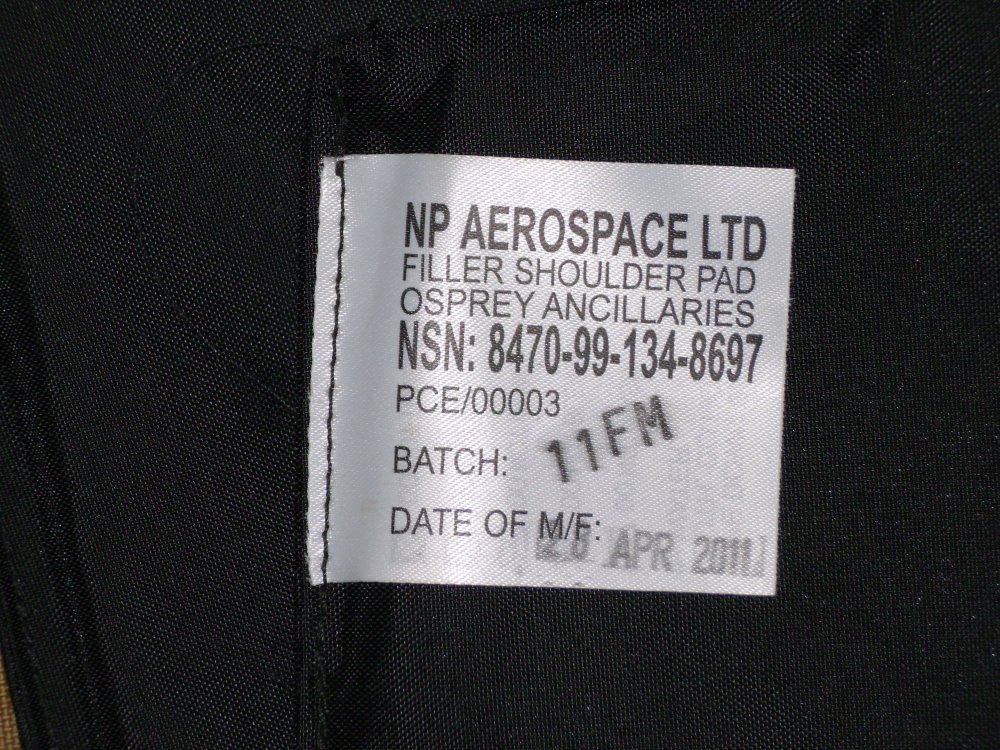 NP AEROSPACE LTD
FILLER SHOULDER PAD
OSPREY ANCILLARIES
NSN: 8470-99-134-8697
PCE/00003
BATCH: 11FM
DATE OF M/F: APR 2011